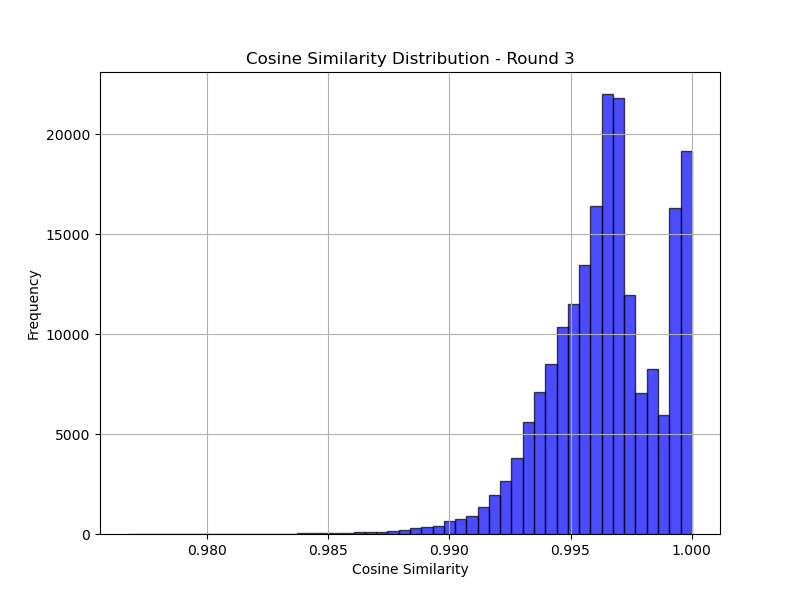 Cosine Similarity Distribution - Round 3
Frequency
20000
15000
10000
5000
0
0.980 0.985 0.990 0.995 1.000
Cosine Similarity